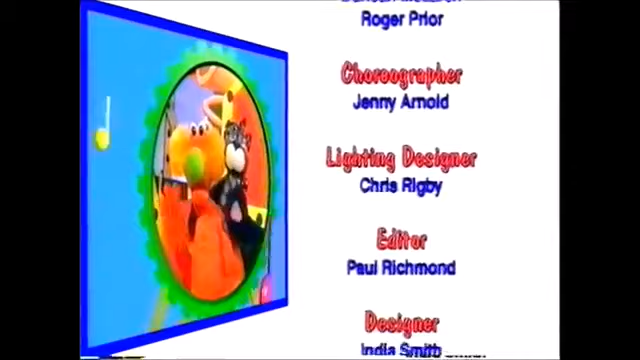 Roger Prior
Choreographer
Jenny Arnold
Lighting Designer
Chris Rigby
Editor
Paul Richmond
Designer
India Smith